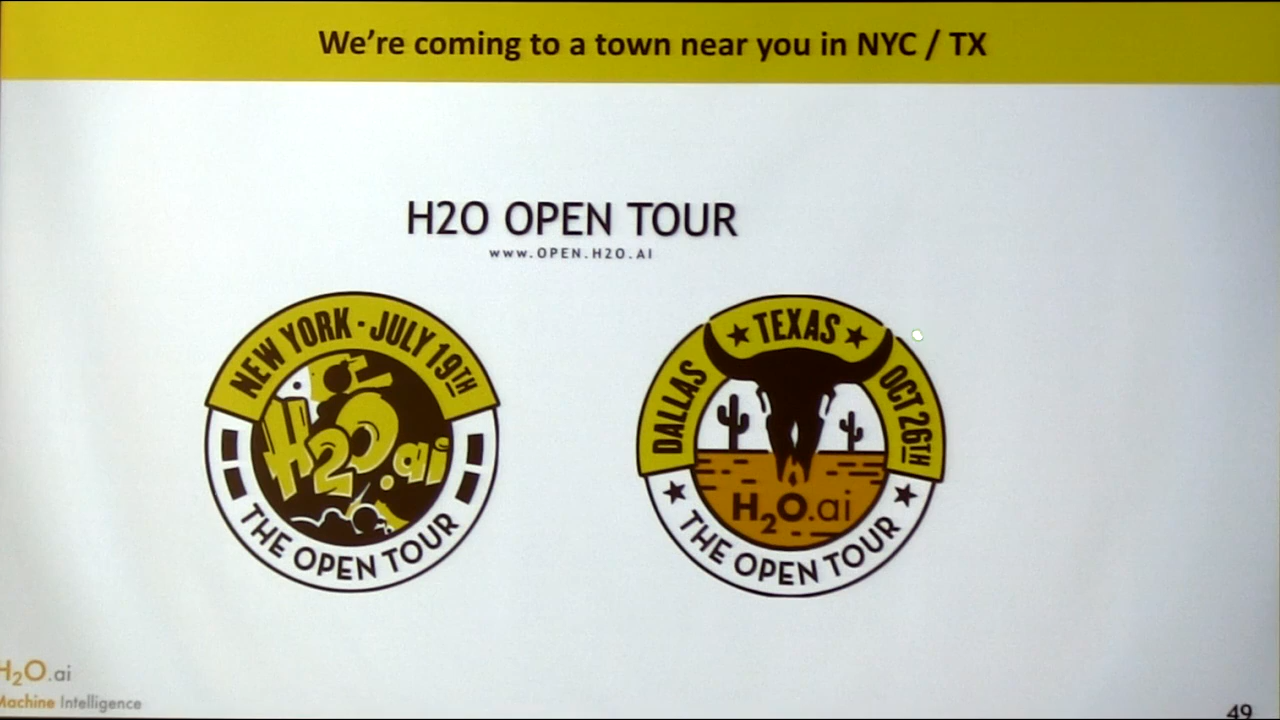 We're coming to a town near you in NYC / TX
H2O OPEN TOUR
www.OPEN.H2O.AI
NEW YORK - JULY 19TH
H2O.ai
THE OPEN TOUR
DALLAS ★ TEXAS ★ OCT 26TH
H2O.ai
★ THE OPEN TOUR ★
H2O.ai
Machine Intelligence
49